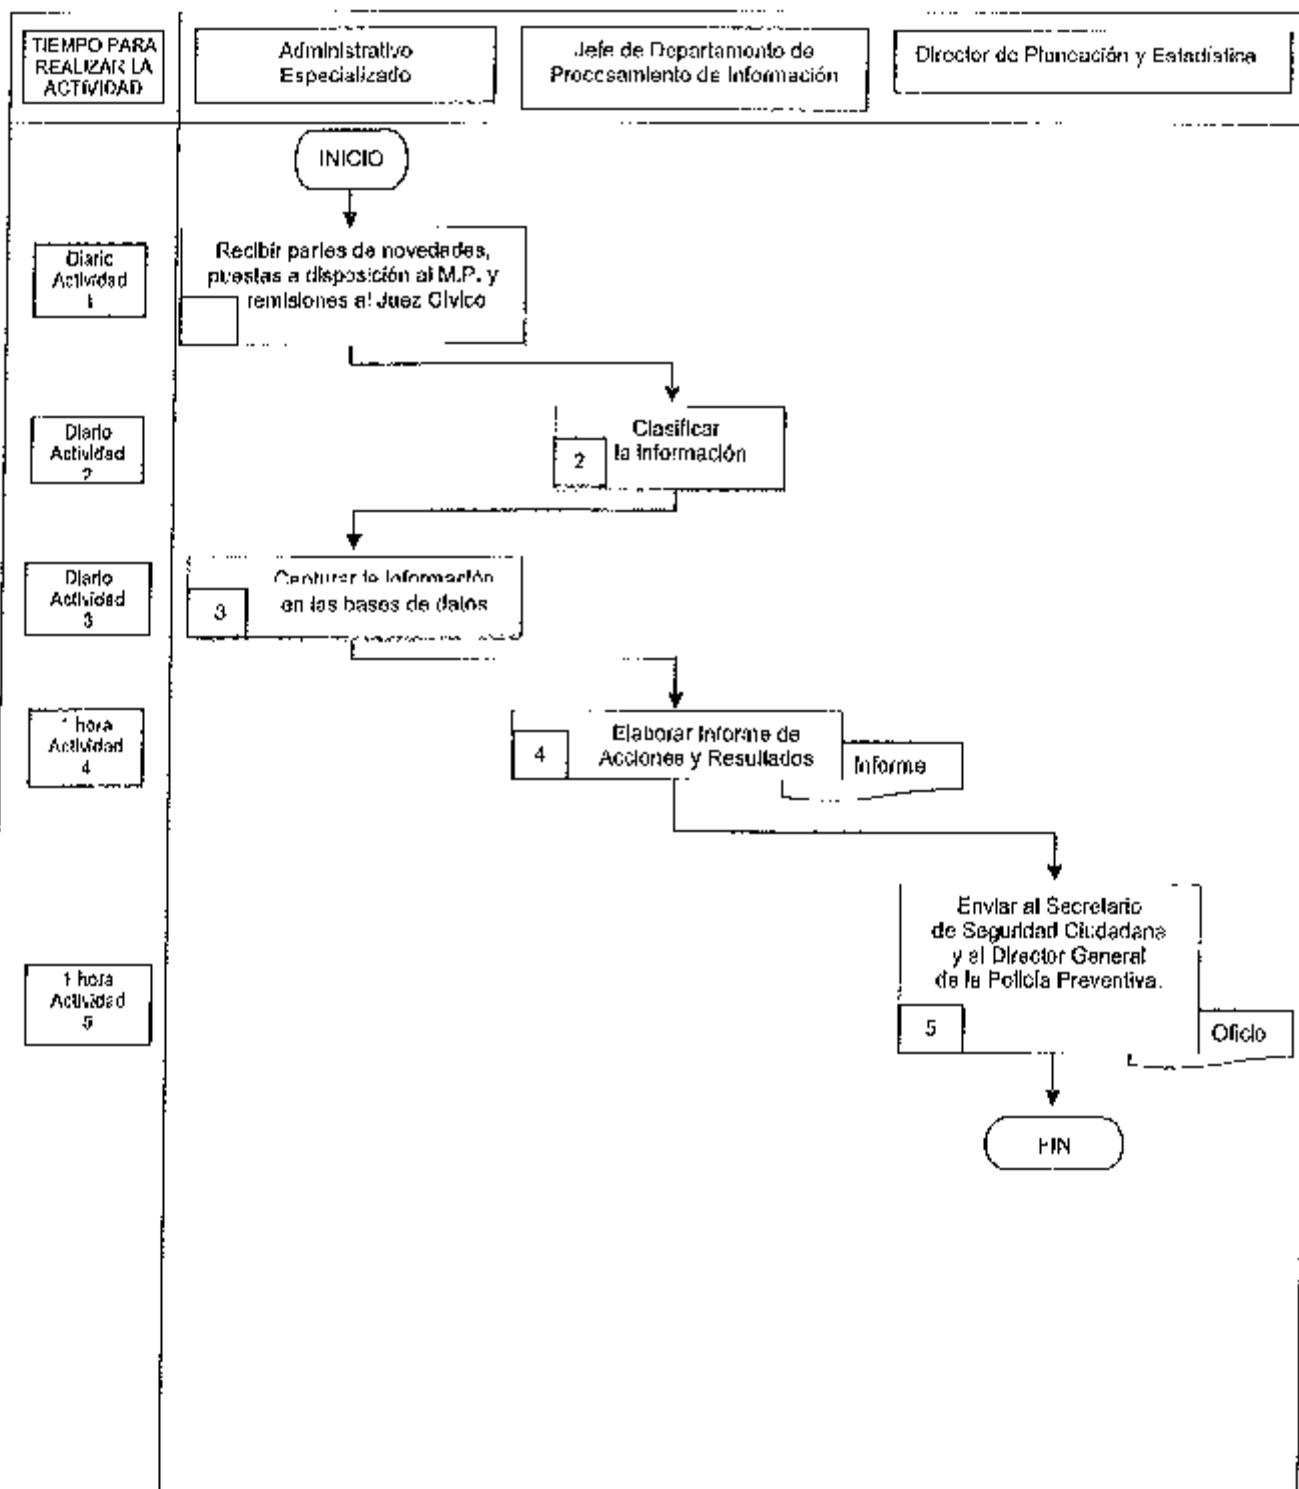 TIEMPO PARA
REALIZAR LA
ACTIVIDAD
Administrativo
Especializado
Jefe de Departamento de
Procesamiento de Información
Director de Planeación y Estadística
INICIO
Diario
Actividad
1
Recibir partes de novedades,
puestas a disposición al M.P. y
remisiones al Juez Cívico
Diario
Actividad
2
Clasificar
la Información
2
Diario
Actividad
3
Capturar la Información
en las bases de datos
3
1 hora
Actividad
4
Elaborar Informe de
Acciones y Resultados
4
Informe
Enviar al Secretario
de Seguridad Ciudadana
y al Director General
de la Policía Preventiva.
1 hora
Actividad
5
5
Oficio
FIN